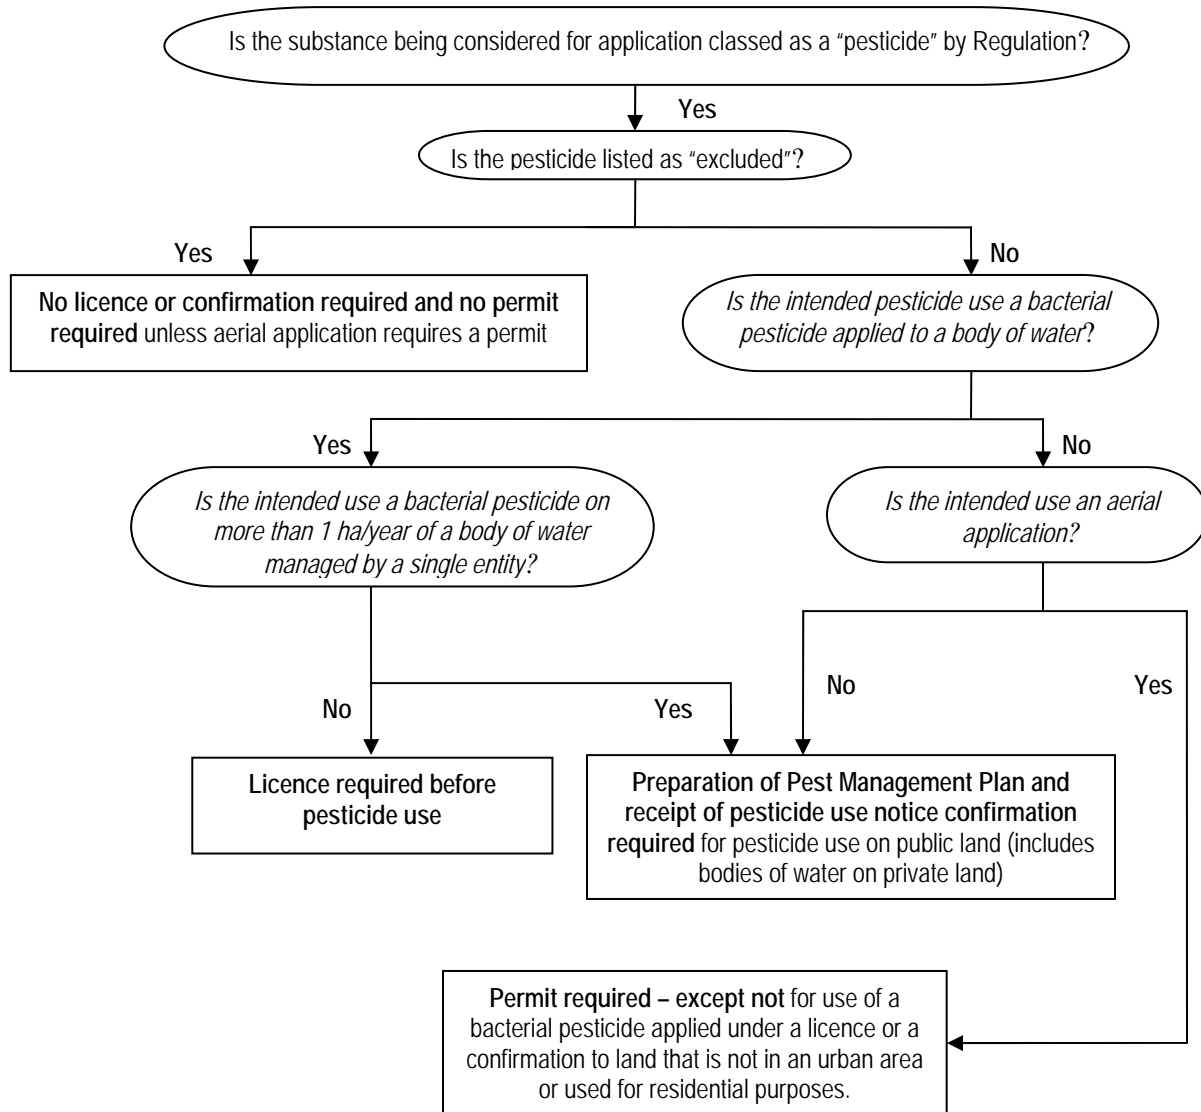 Is the substance being considered for application classed as a “pesticide” by Regulation?
Yes
Is the pesticide listed as “excluded”?
Yes
No
No licence or confirmation required and no permit
required unless aerial application requires a permit
Is the intended pesticide use a bacterial
pesticide applied to a body of water?
Yes
No
Is the intended use a bacterial pesticide on
more than 1 ha/year of a body of water
managed by a single entity?
Is the intended use an aerial
application?
No
Yes
No
Yes
Licence required before
pesticide use
Preparation of Pest Management Plan and
receipt of pesticide use notice confirmation
required for pesticide use on public land (includes
bodies of water on private land)
Permit required – except not for use of a
bacterial pesticide applied under a licence or a
confirmation to land that is not in an urban area
or used for residential purposes.